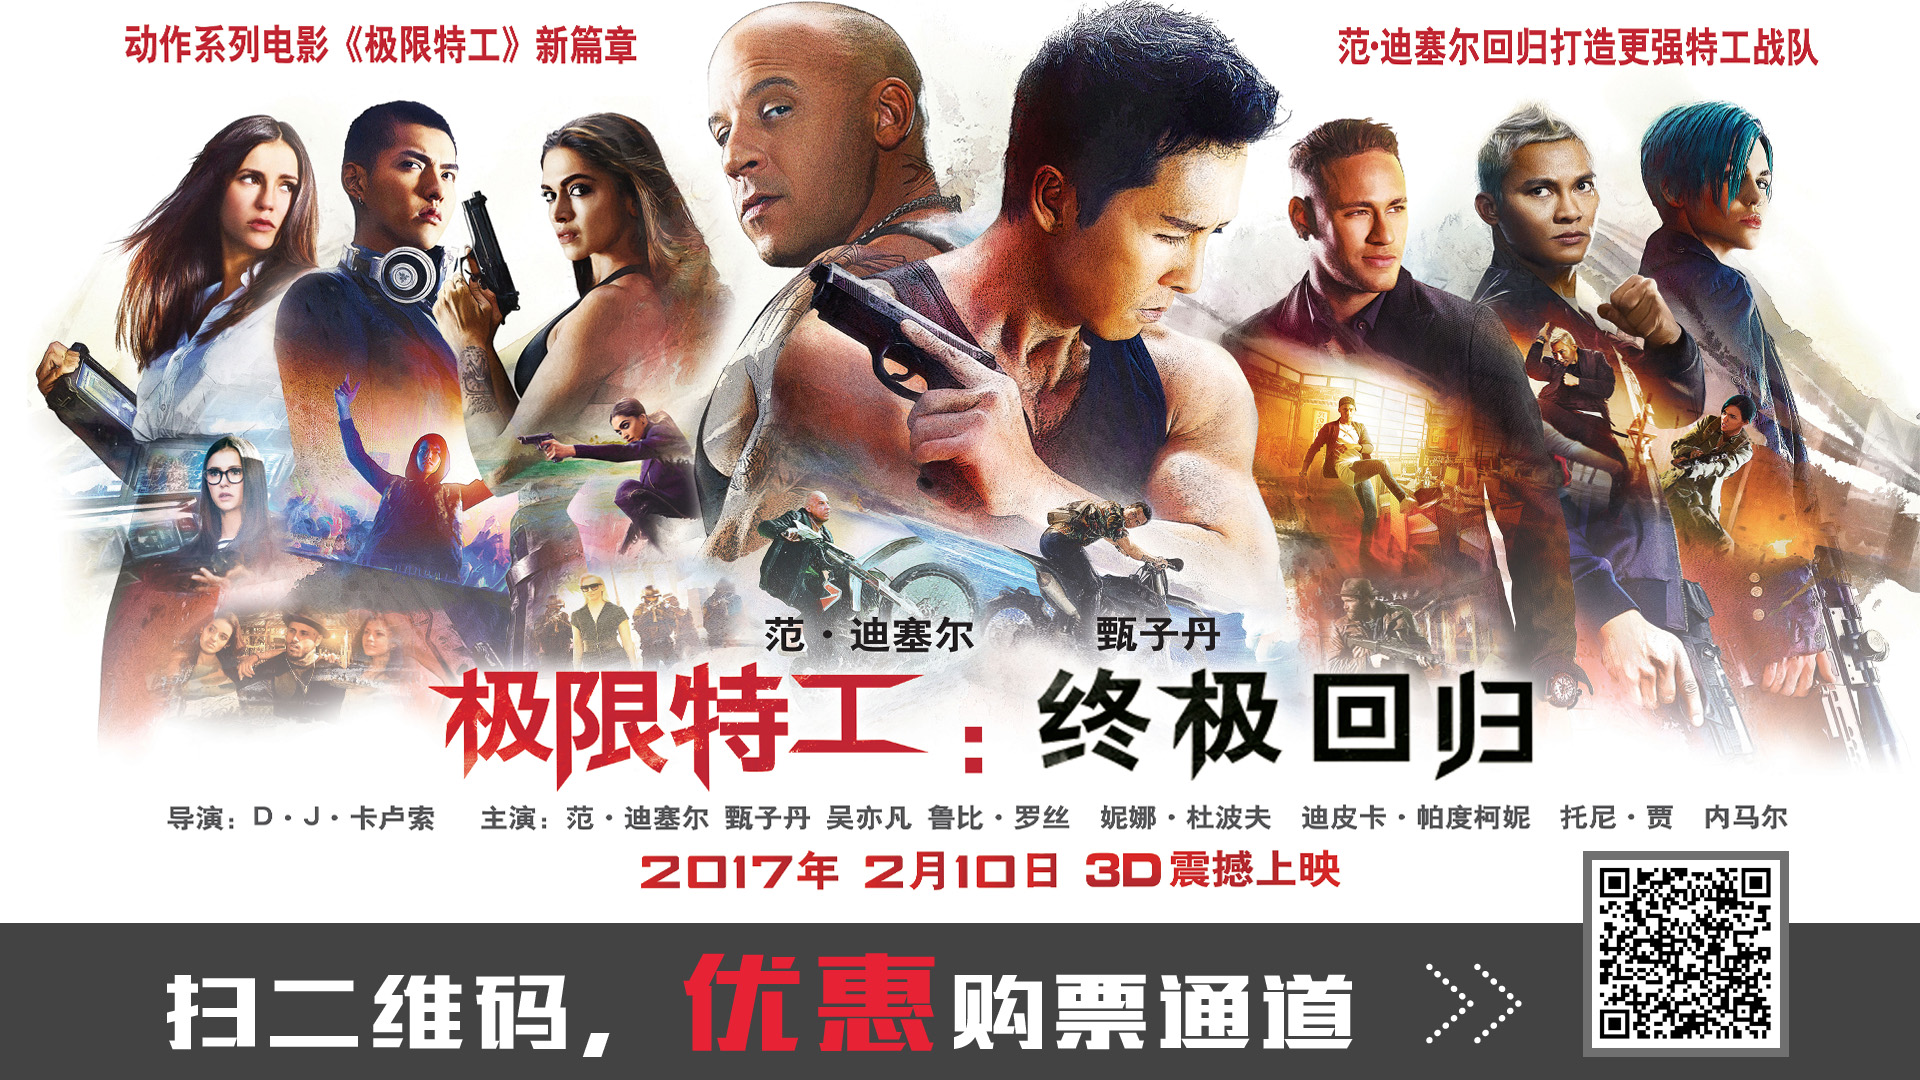 动作系列电影《极限特工》新篇章
范·迪塞尔回归打造更强特工战队
范·迪塞尔 甄子丹
极限特工：终极回归
导演：D·J·卡卢索 主演：范·迪塞尔 甄子丹 吴亦凡 鲁比·罗丝 妮娜·杜波夫 迪皮卡·帕度柯妮 托尼·贾 内马尔
2017年 2月10日 3D震撼上映
扫二维码，优惠购票通道